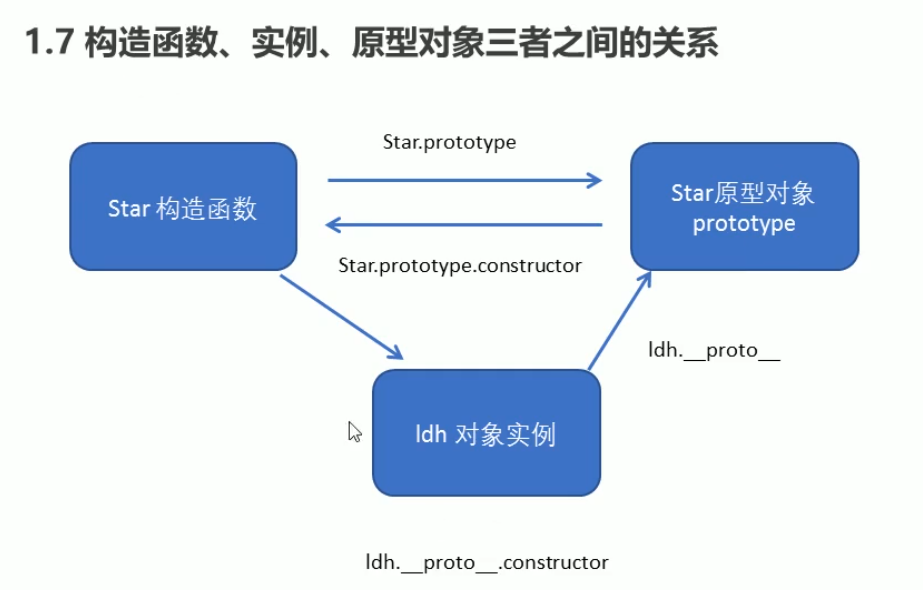 1.7 构造函数、实例、原型对象三者之间的关系
Star.prototype
Star 构造函数
Star原型对象
prototype
Star.prototype.constructor
ldh.__proto__
ldh 对象实例
ldh.__proto__.constructor